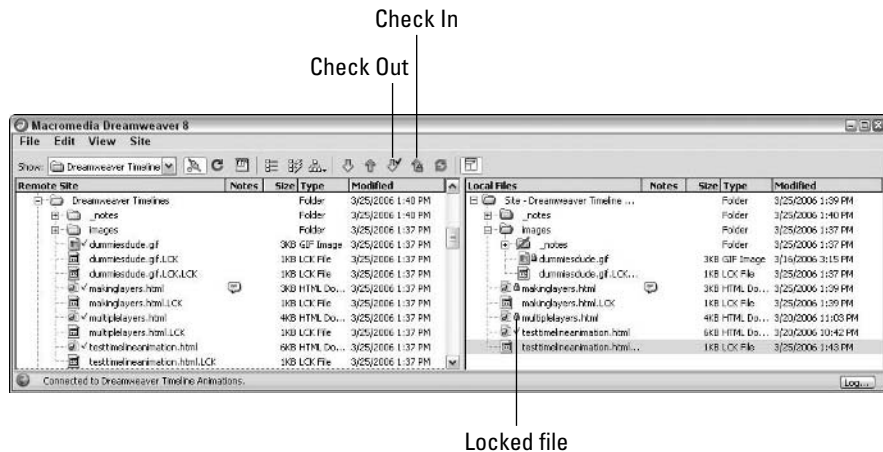 Check In
Check Out
Macromedia Dreamweaver 8
File Edit View Site
Show: Dreamweaver Timeline
Remote Site Notes Size Type Modified
Dreamweaver Timelines Folder 3/25/2006 1:40 PM
_notes Folder 3/25/2006 1:40 PM
images Folder 3/25/2006 1:37 PM
dummiesdude.gif 3KB GIF Image 3/25/2006 1:37 PM
dummiesdude.gif.LCK 1KB LCK File 3/25/2006 1:37 PM
dummiesdude.gif.LCK.LCK 1KB LCK File 3/25/2006 1:37 PM
makinglayers.html 3KB HTML Do... 3/25/2006 1:39 PM
makinglayers.html.LCK 1KB LCK File 3/25/2006 1:37 PM
multiplelayers.html 4KB HTML Do... 3/25/2006 1:37 PM
multiplelayers.html.LCK 1KB LCK File 3/25/2006 1:37 PM
testtimelineanimation.html 6KB HTML Do... 3/25/2006 1:37 PM
testtimelineanimation.html.LCK 1KB LCK File 3/25/2006 1:37 PM
Local Files Notes Size Type Modified
Site - Dreamweaver Timeline ... Folder 3/25/2006 1:39 PM
_notes Folder 3/25/2006 1:40 PM
images Folder 3/25/2006 1:37 PM
_notes Folder 3/25/2006 1:37 PM
dummiesdude.gif 3KB GIF Image 3/16/2006 3:15 PM
dummiesdude.gif.LCK... 1KB LCK File 3/25/2006 1:37 PM
makinglayers.html 3KB HTML Do... 3/25/2006 1:39 PM
makinglayers.html.LCK 1KB LCK File 3/25/2006 1:39 PM
multiplelayers.html 4KB HTML Do... 3/20/2006 11:03 PM
testtimelineanimation.html 6KB HTML Do... 3/20/2006 10:42 PM
testtimelineanimation.html... 1KB LCK File 3/25/2006 1:43 PM
Connected to Dreamweaver Timeline Animations.
Log...
Locked file